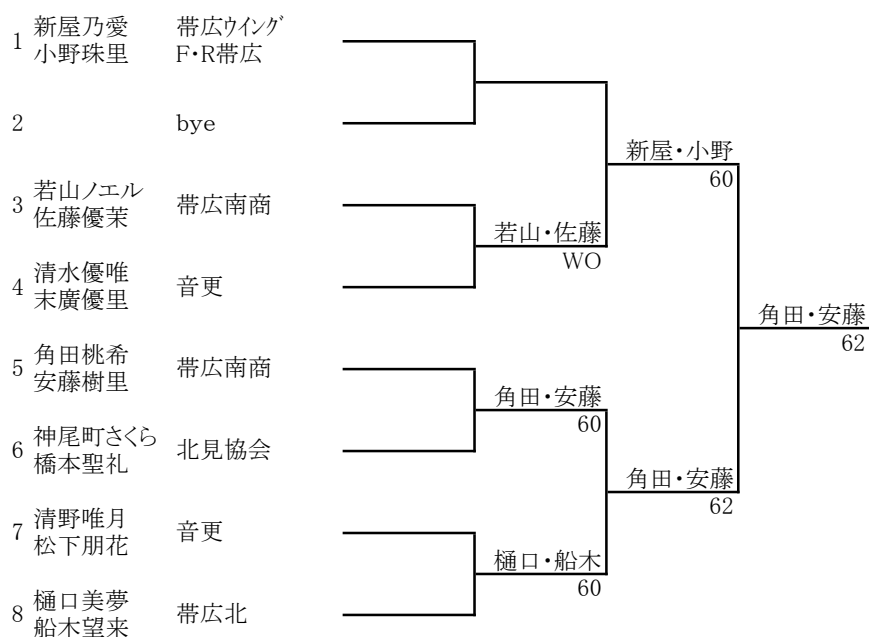 1 新屋乃愛 帯広ウイング
小野珠里 F・R帯広
2 bye
新屋・小野
60
3 若山ノエル 帯広南商
佐藤優茉
若山・佐藤
WO
4 清水優唯 音更
末廣優里
角田・安藤
62
5 角田桃希 帯広南商
安藤樹里
角田・安藤
60
6 神尾町さくら 北見協会
橋本聖礼
角田・安藤
62
7 清野唯月 音更
松下朋花
樋口・船木
60
8 樋口美夢 帯広北
船木望来